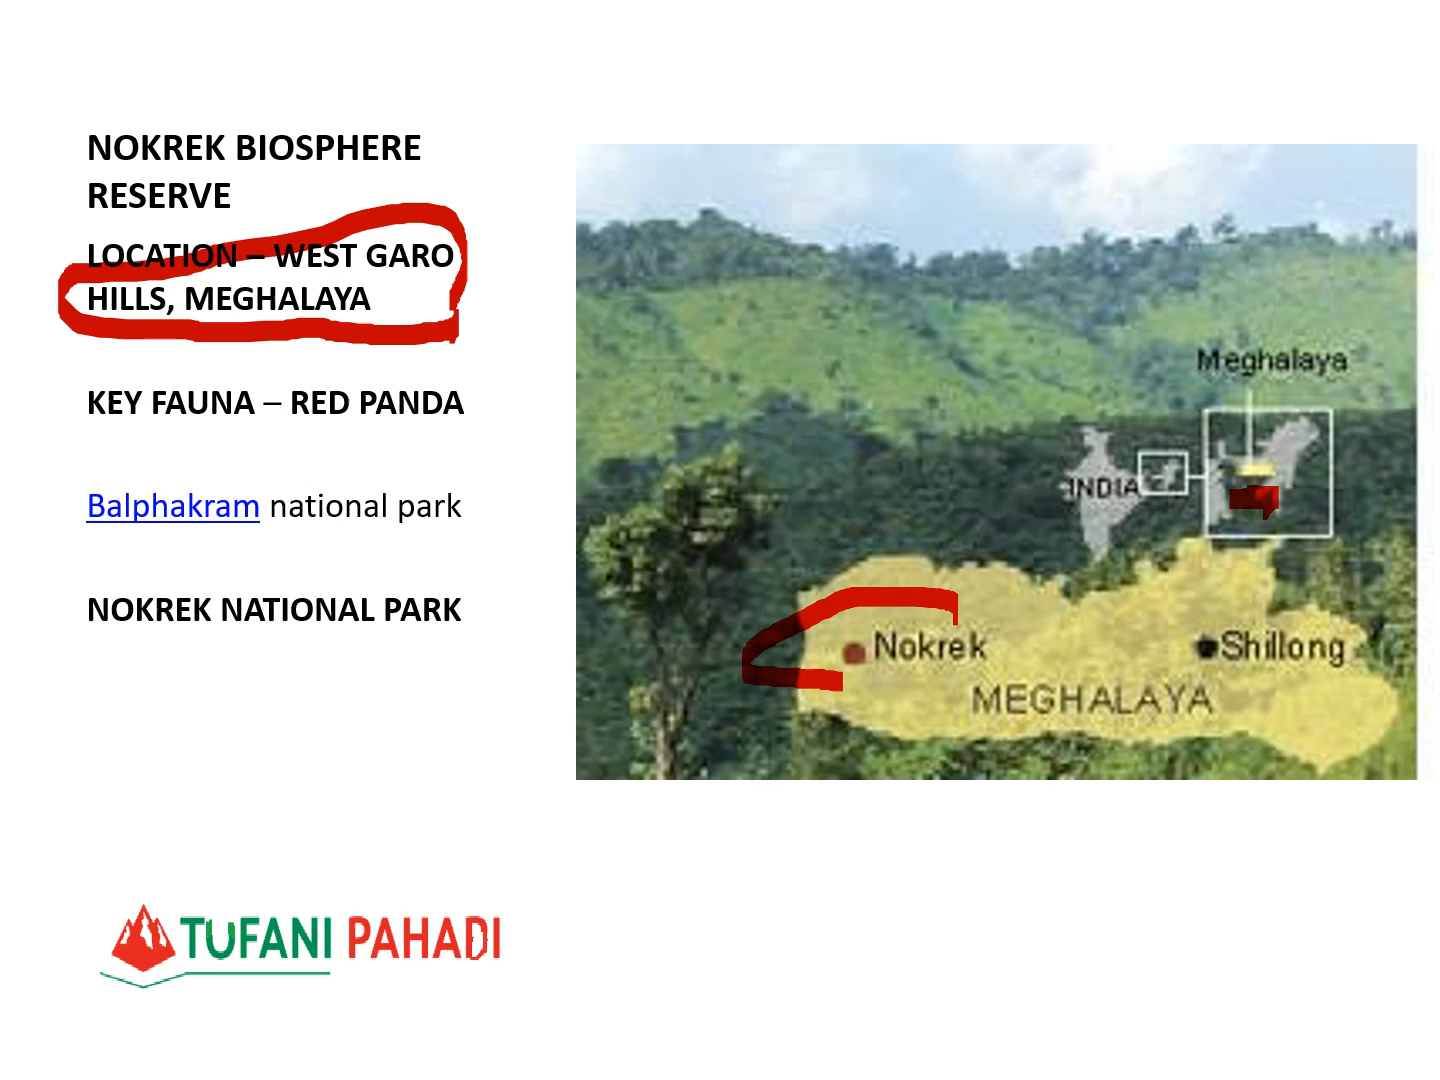 NOKREK BIOSPHERE
RESERVE
LOCATION – WEST GARO
HILLS, MEGHALAYA
KEY FAUNA – RED PANDA
Balphakram national park
NOKREK NATIONAL PARK
Meghalaya
INDIA
Nokrek
Shillong
MEGHALAYA
TUFANI PAHADI